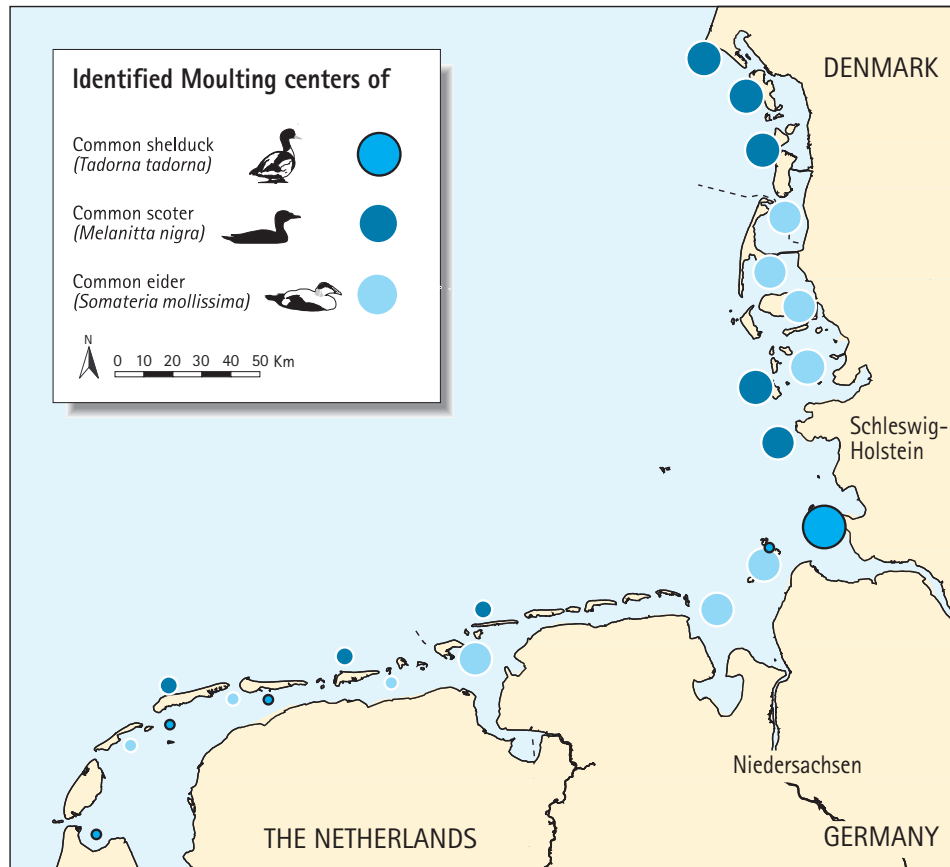 Identified Moulting centers of
Common shelduck
(Tadorna tadorna)
Common scoter
(Melanitta nigra)
Common eider
(Somateria mollissima)
N
0 10 20 30 40 50 Km
DENMARK
Schleswig-
Holstein
Niedersachsen
THE NETHERLANDS
GERMANY